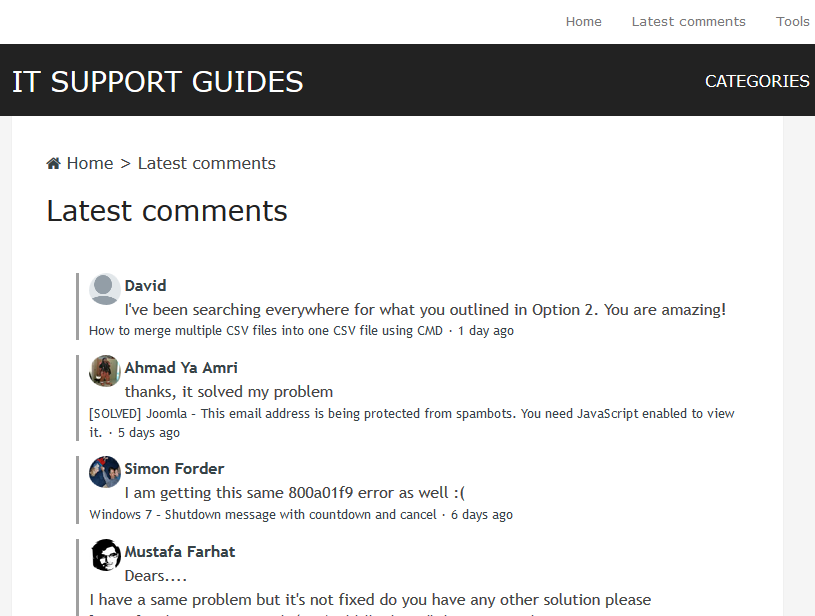 Home Latest comments Tools
IT SUPPORT GUIDES
CATEGORIES
Home > Latest comments
Latest comments
David
I've been searching everywhere for what you outlined in Option 2. You are amazing!
How to merge multiple CSV files into one CSV file using CMD · 1 day ago
Ahmad Ya Amri
thanks, it solved my problem
[SOLVED] Joomla – This email address is being protected from spambots. You need JavaScript enabled to view
it. · 5 days ago
Simon Forder
I am getting this same 800a01f9 error as well :(
Windows 7 – Shutdown message with countdown and cancel · 6 days ago
Mustafa Farhat
Dears....
I have a same problem but it's not fixed do you have any other solution please